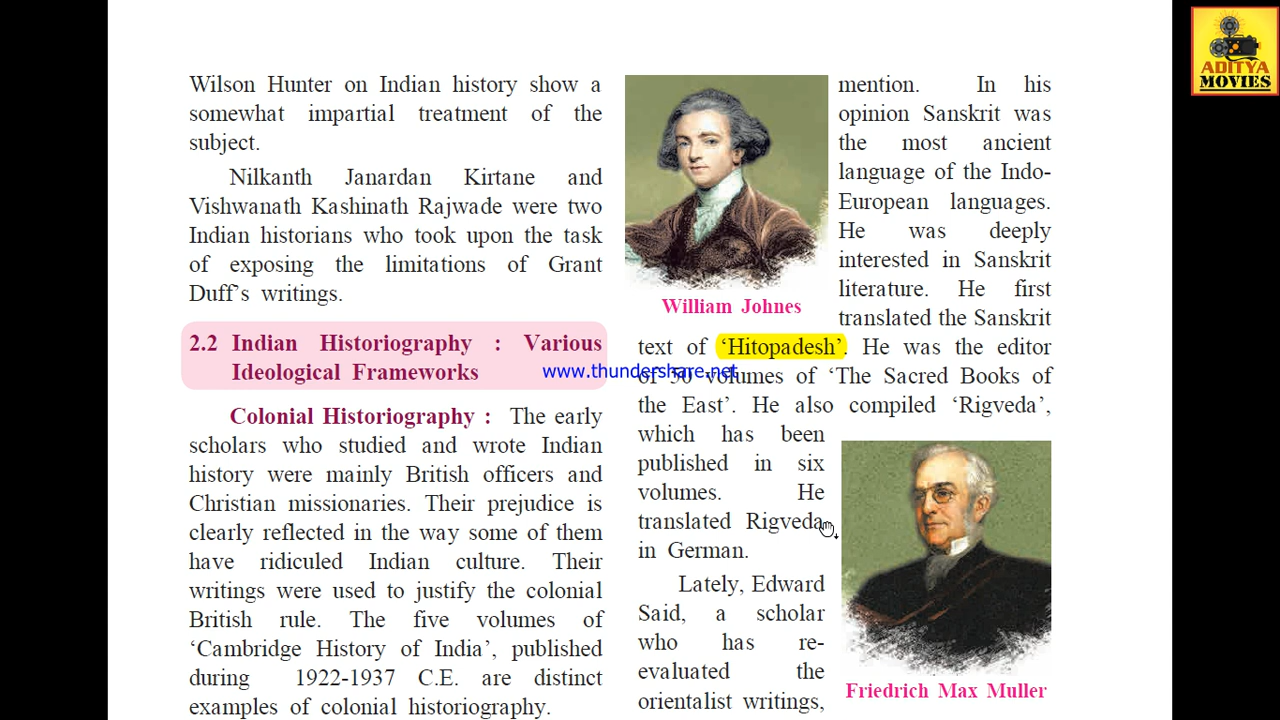 Wilson Hunter on Indian history show a
somewhat impartial treatment of the
subject.
Nilkanth Janardan Kirtane and
Vishwanath Kashinath Rajwade were two
Indian historians who took upon the task
of exposing the limitations of Grant
Duff's writings.
2.2 Indian Historiography : Various
Ideological Frameworks
Colonial Historiography : The early
scholars who studied and wrote Indian
history were mainly British officers and
Christian missionaries. Their prejudice is
clearly reflected in the way some of them
have ridiculed Indian culture. Their
writings were used to justify the colonial
British rule. The five volumes of
‘Cambridge History of India’, published
during 1922-1937 C.E. are distinct
examples of colonial historiography.
William Johnes
mention. In his
opinion Sanskrit was
the most ancient
language of the Indo-
European languages.
He was deeply
interested in Sanskrit
literature. He first
translated the Sanskrit
text of ‘Hitopadesh’. He was the editor
of 50 volumes of ‘The Sacred Books of
the East’. He also compiled ‘Rigveda’,
which has been
published in six
volumes. He
translated Rigveda
in German.
Lately, Edward
Said, a scholar
who has re-
evaluated the
orientalist writings,
Friedrich Max Muller
www.thundershare.net
ADITYA
MOVIES